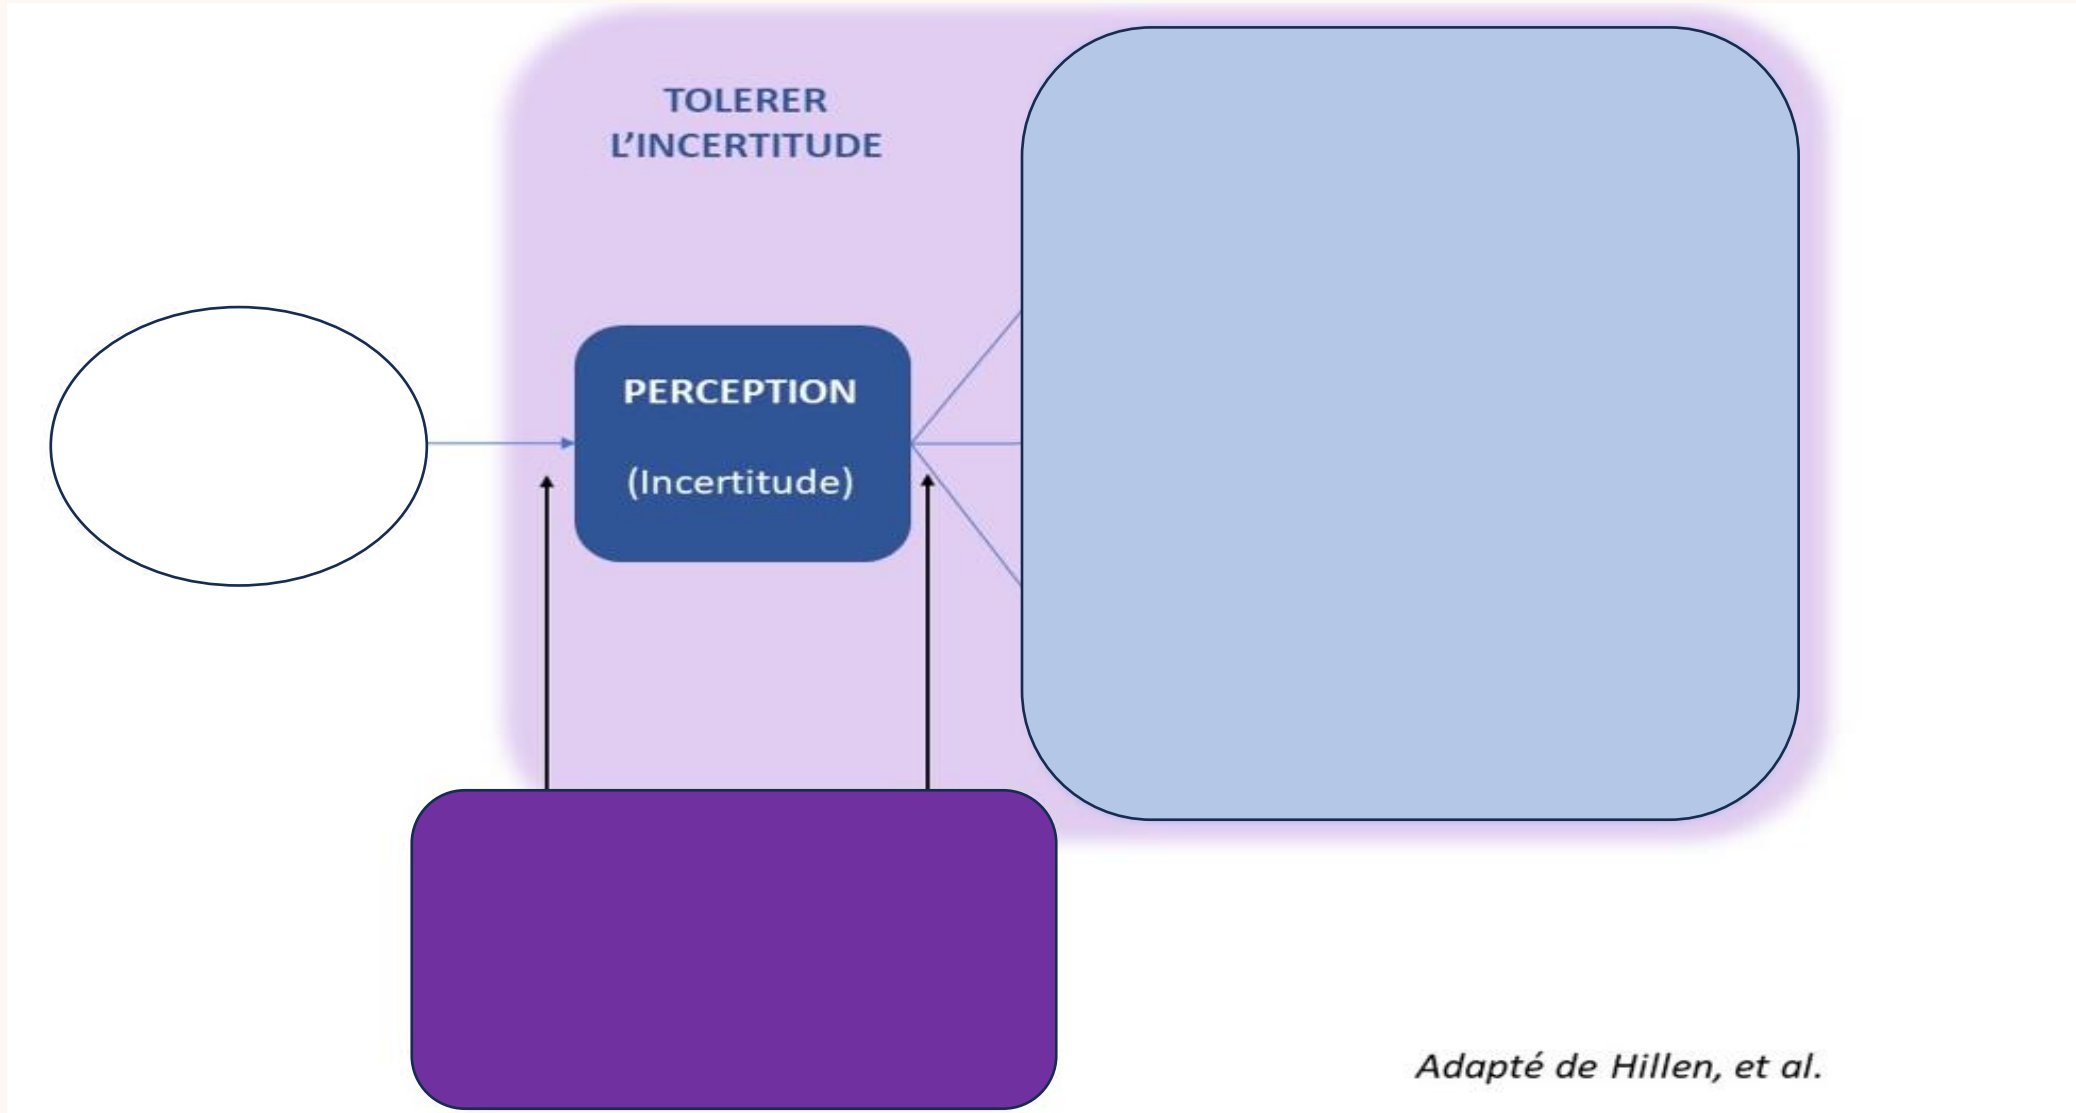 TOLERER
L’INCERTITUDE
PERCEPTION
(Incertitude)
Adapté de Hillen, et al.